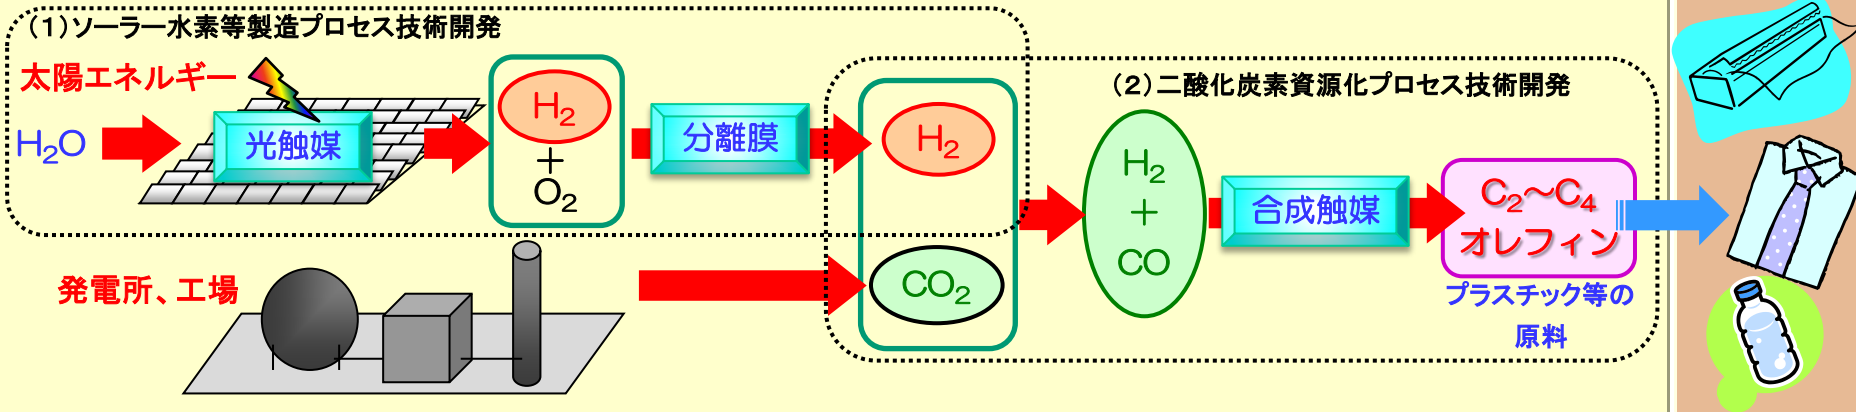 （１）ソーラー水素等製造プロセス技術開発
太陽エネルギー
H₂O
光触媒
H₂
＋
O₂
分離膜
H₂
発電所、工場
CO₂
（２）二酸化炭素資源化プロセス技術開発
H₂
＋
CO
合成触媒
C₂～C₄
オレフィン
プラスチック等の
原料